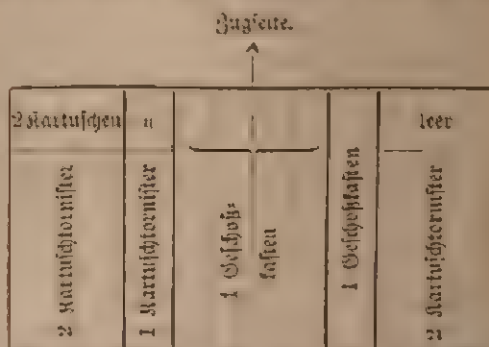 Zugseite.
2 Kartuschen
leer
2 Kartuschtornister
1 Kartuschtornister
1 Geschoß-
kasten
1 Geschoßkasten
2 Kartuschtornister